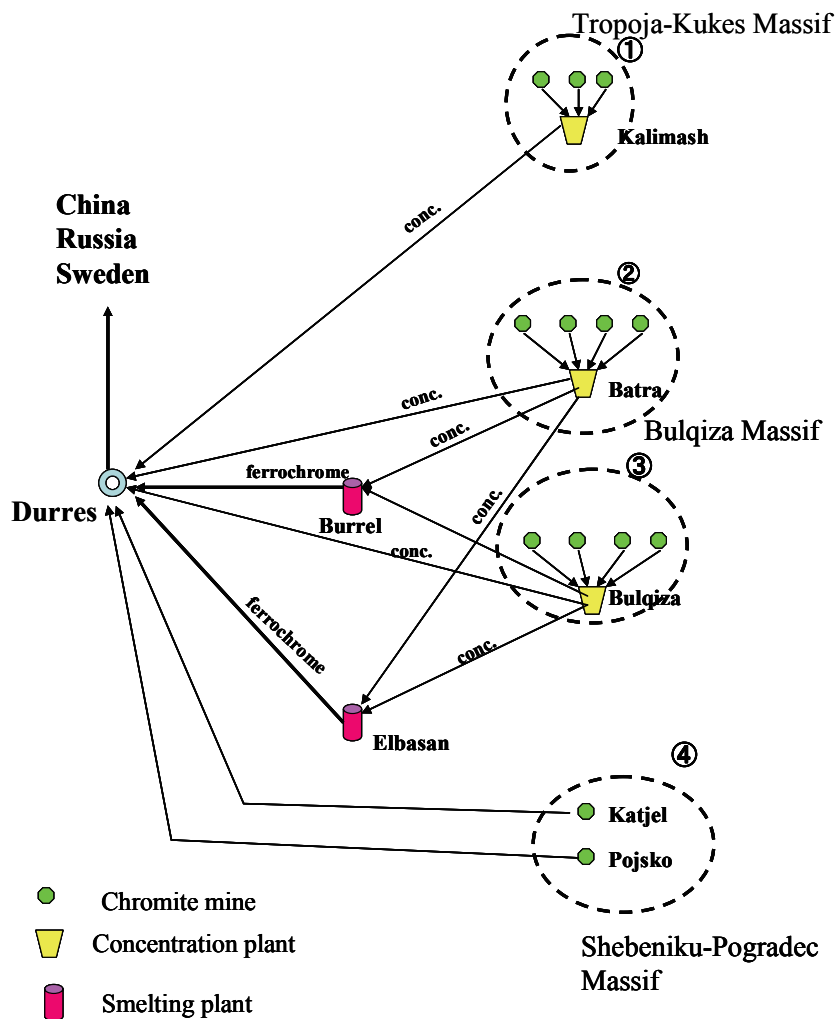 Tropoja-Kukes Massif
①
Kalimash
conc.
China
Russia
Sweden
②
Batra
conc.
conc.
Bulqiza Massif
③
ferrochrome
Durres
Burrel
conc.
conc.
Bulqiza
ferrochrome
conc.
Elbasan
④
Katjel
Pojsko
Chromite mine
Concentration plant
Smelting plant
Shebeniku-Pogradec
Massif